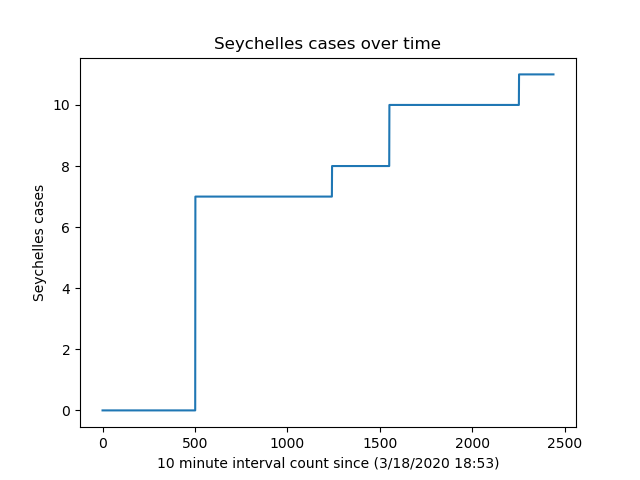 Seychelles cases over time
Seychelles cases
10
8
6
4
2
0
0 500 1000 1500 2000 2500
10 minute interval count since (3/18/2020 18:53)